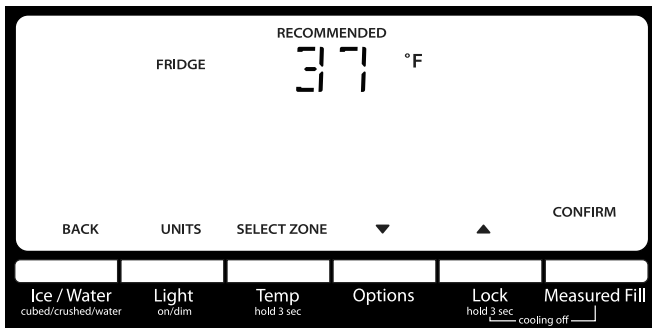 RECOMMENDED
FRIDGE 37 °F
CONFIRM
BACK UNITS SELECT ZONE ▼ ▲
Ice / Water Light Temp Options Lock Measured Fill
cubed/crushed/water on/dim hold 3 sec hold 3 sec
cooling off